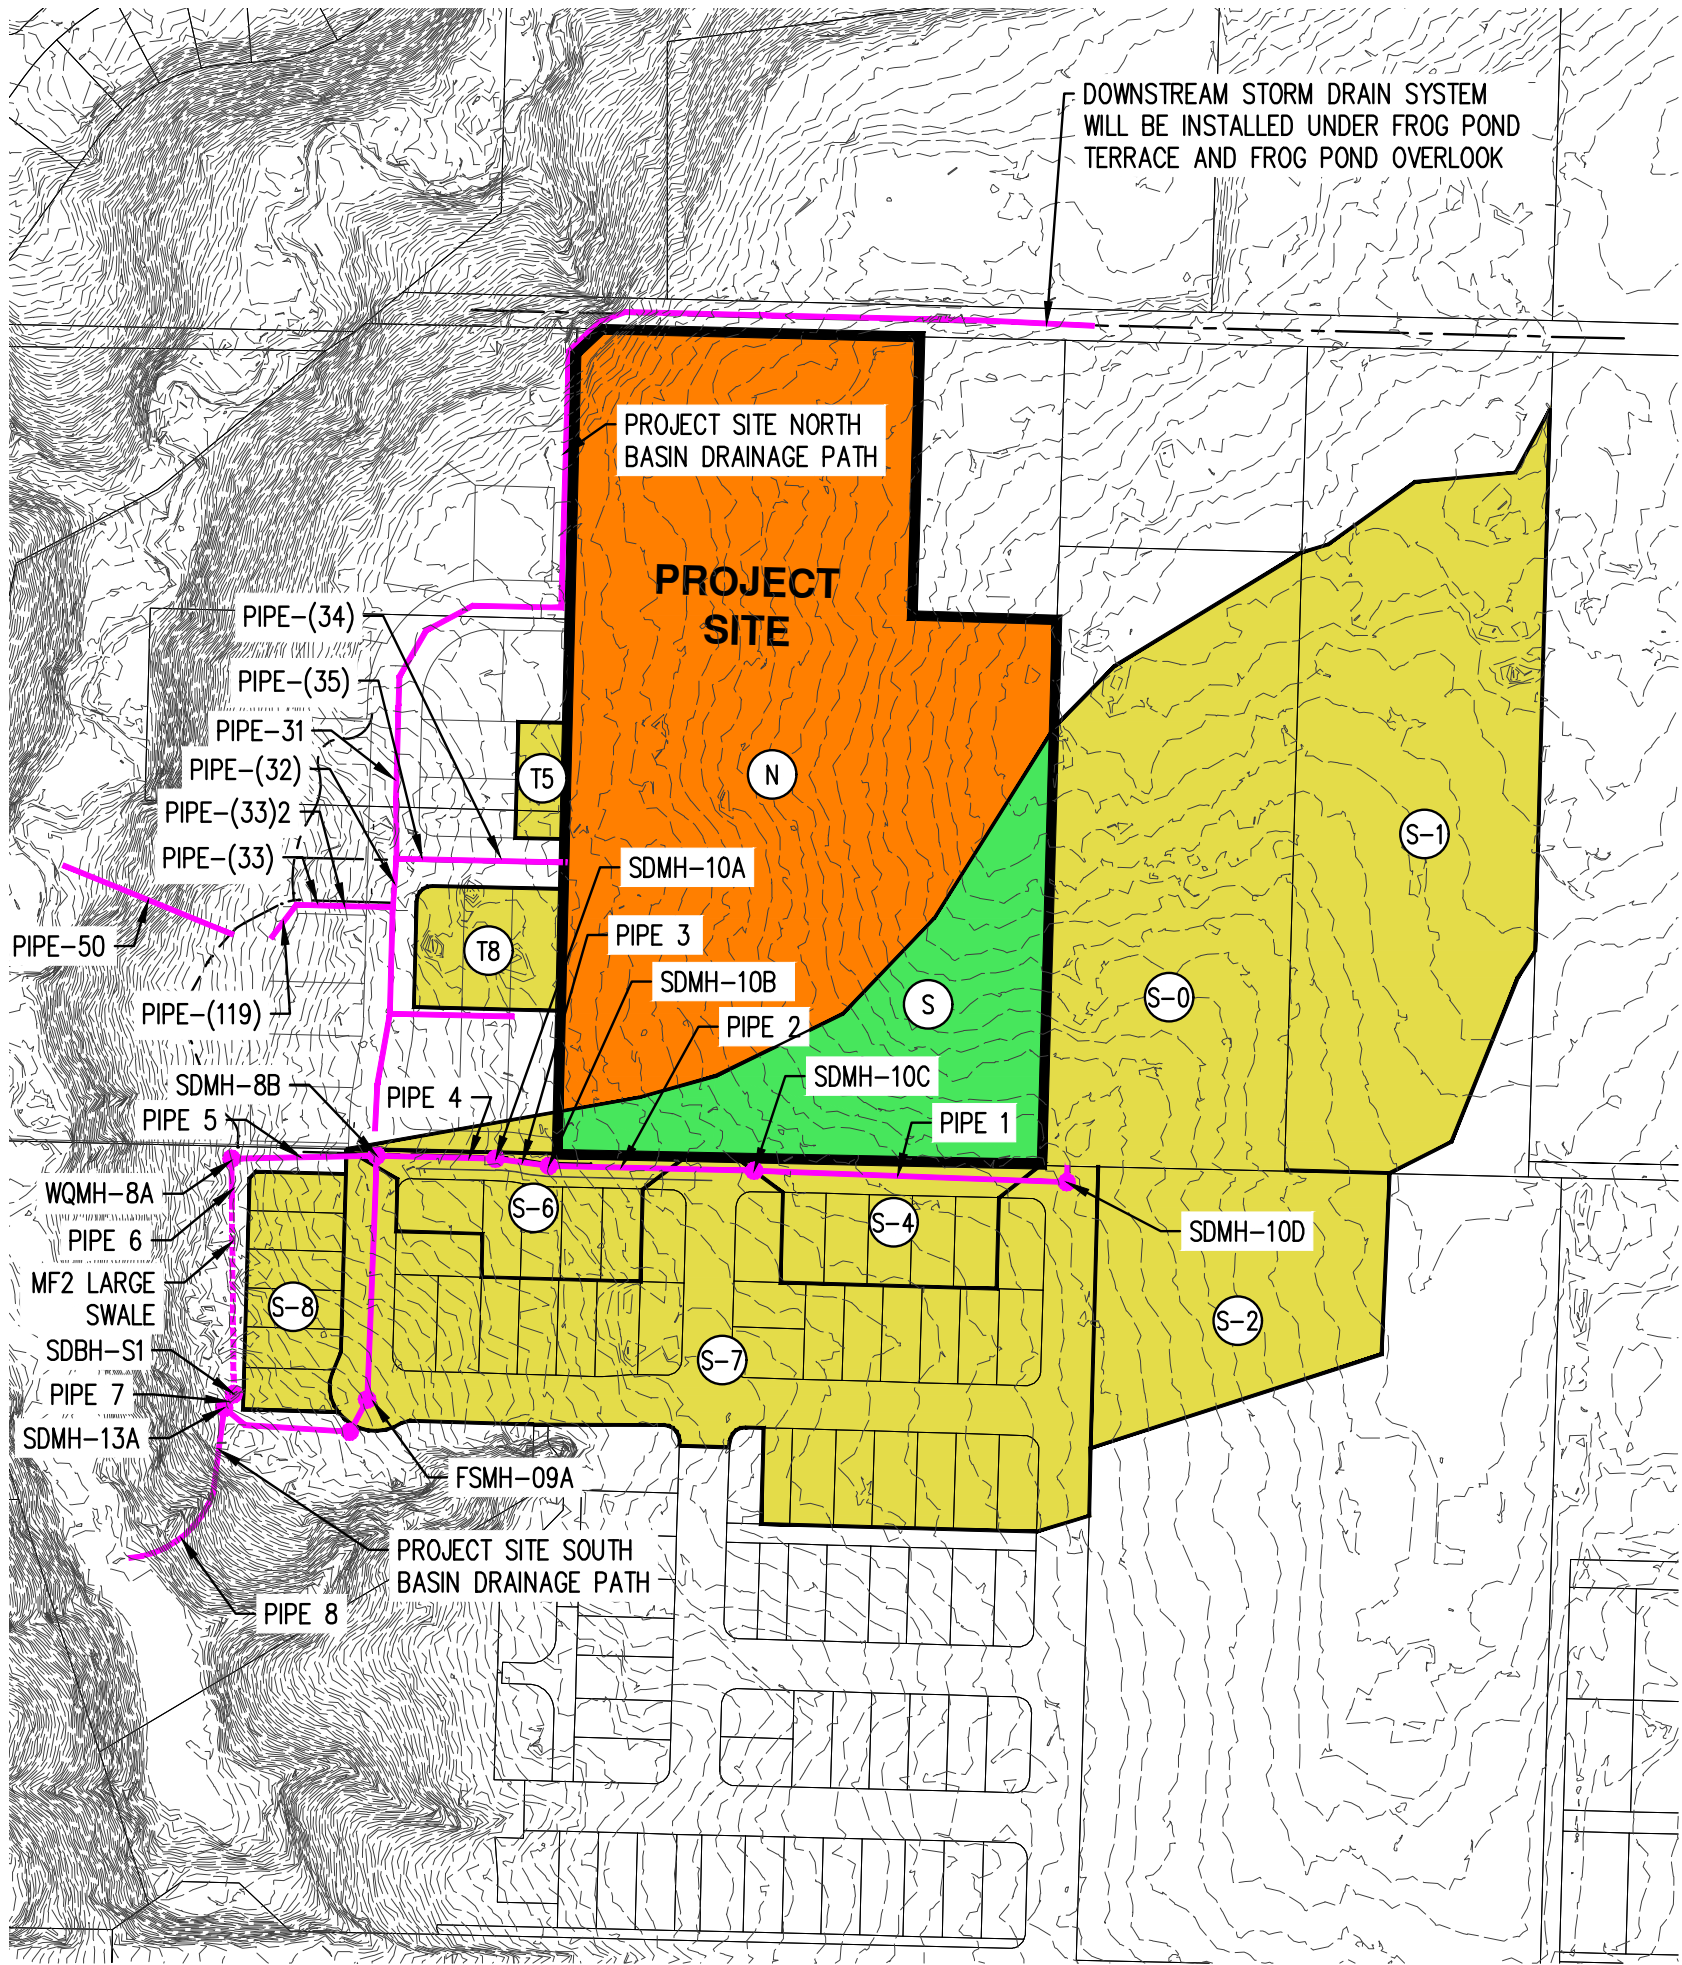 DOWNSTREAM STORM DRAIN SYSTEM
WILL BE INSTALLED UNDER FROG POND
TERRACE AND FROG POND OVERLOOK
PROJECT SITE NORTH
BASIN DRAINAGE PATH
PROJECT
SITE
PIPE-(34)
PIPE-(35)
PIPE-31
PIPE-(32)
PIPE-(33)2
PIPE-(33)
PIPE-50
PIPE-(119)
T5
N
S-1
SDMH-10A
PIPE 3
T8
SDMH-10B
S
S-0
PIPE 2
SDMH-8B
PIPE 4
SDMH-10C
PIPE 5
PIPE 1
WQMH-8A
S-6
S-4
SDMH-10D
PIPE 6
MF2 LARGE
SWALE
S-8
S-2
SDBH-S1
S-7
PIPE 7
SDMH-13A
FSMH-09A
PROJECT SITE SOUTH
BASIN DRAINAGE PATH
PIPE 8